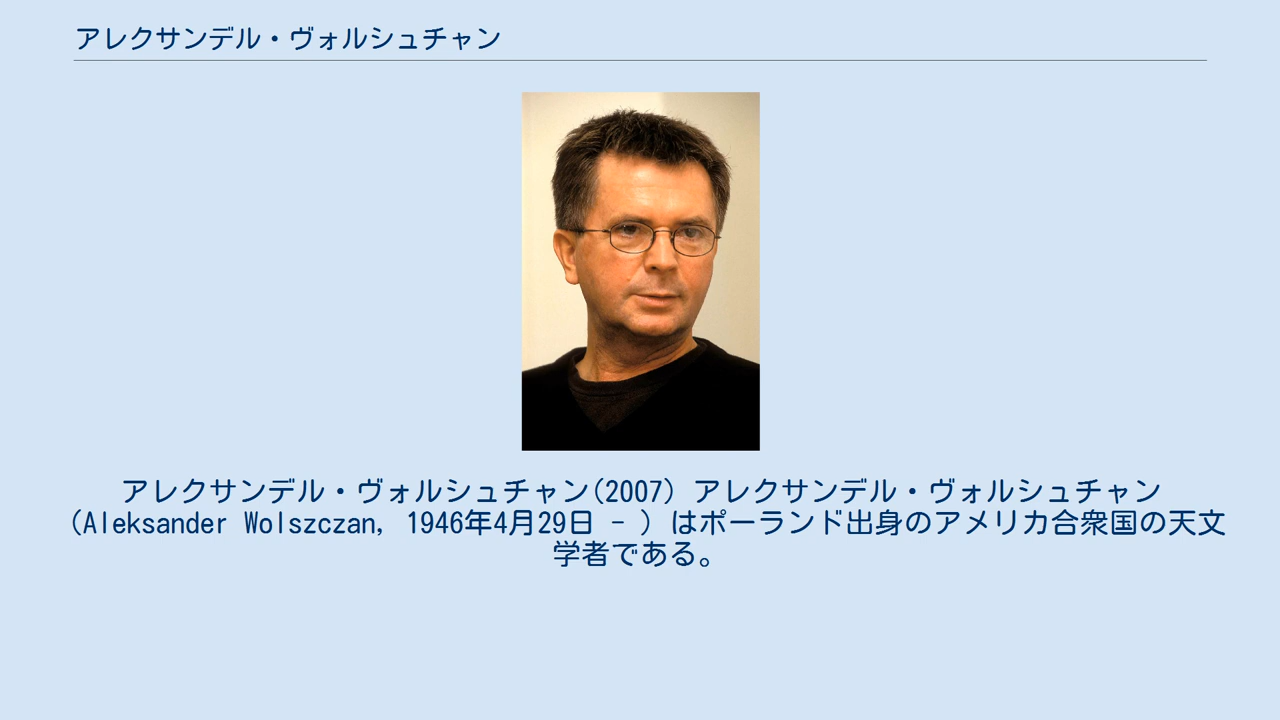 アレクサンデル・ヴォルシュチャン
アレクサンデル・ヴォルシュチャン(2007) アレクサンデル・ヴォルシュチャン
(Aleksander Wolszczan, 1946年4月29日 - ) はポーランド出身のアメリカ合衆国の天文
学者である。